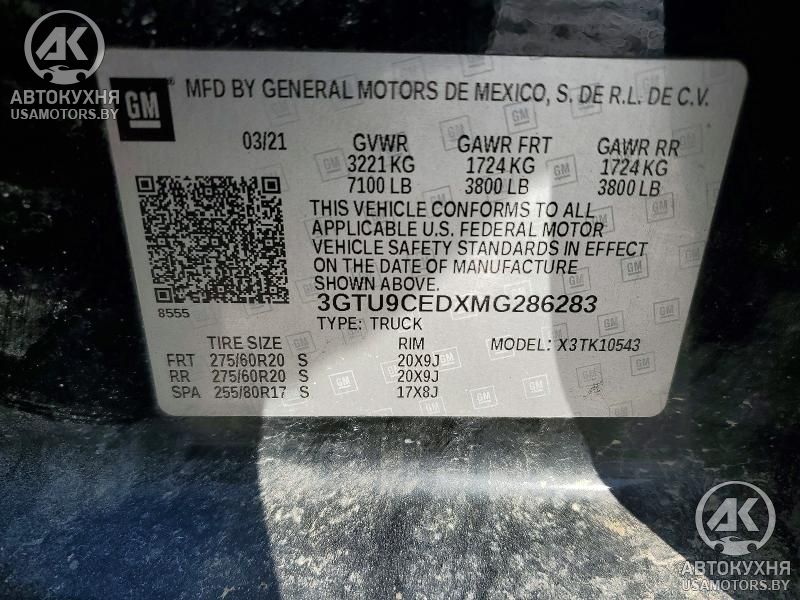 AK
АВТОКУХНЯ
USAMOTORS.BY
GM
MFD BY GENERAL MOTORS DE MEXICO, S. DE R.L. DE C.V.
03/21 GVWR GAWR FRT GAWR RR
3221 KG 1724 KG 1724 KG
7100 LB 3800 LB 3800 LB
THIS VEHICLE CONFORMS TO ALL
APPLICABLE U.S. FEDERAL MOTOR
VEHICLE SAFETY STANDARDS IN EFFECT
ON THE DATE OF MANUFACTURE
SHOWN ABOVE.
8555
3GTU9CEDXMG286283
TYPE: TRUCK
TIRE SIZE RIM MODEL: X3TK10543
FRT 275/60R20 S 20X9J
RR 275/60R20 S 20X9J
SPA 255/80R17 S 17X8J
AK
АВТОКУХНЯ
USAMOTORS.BY